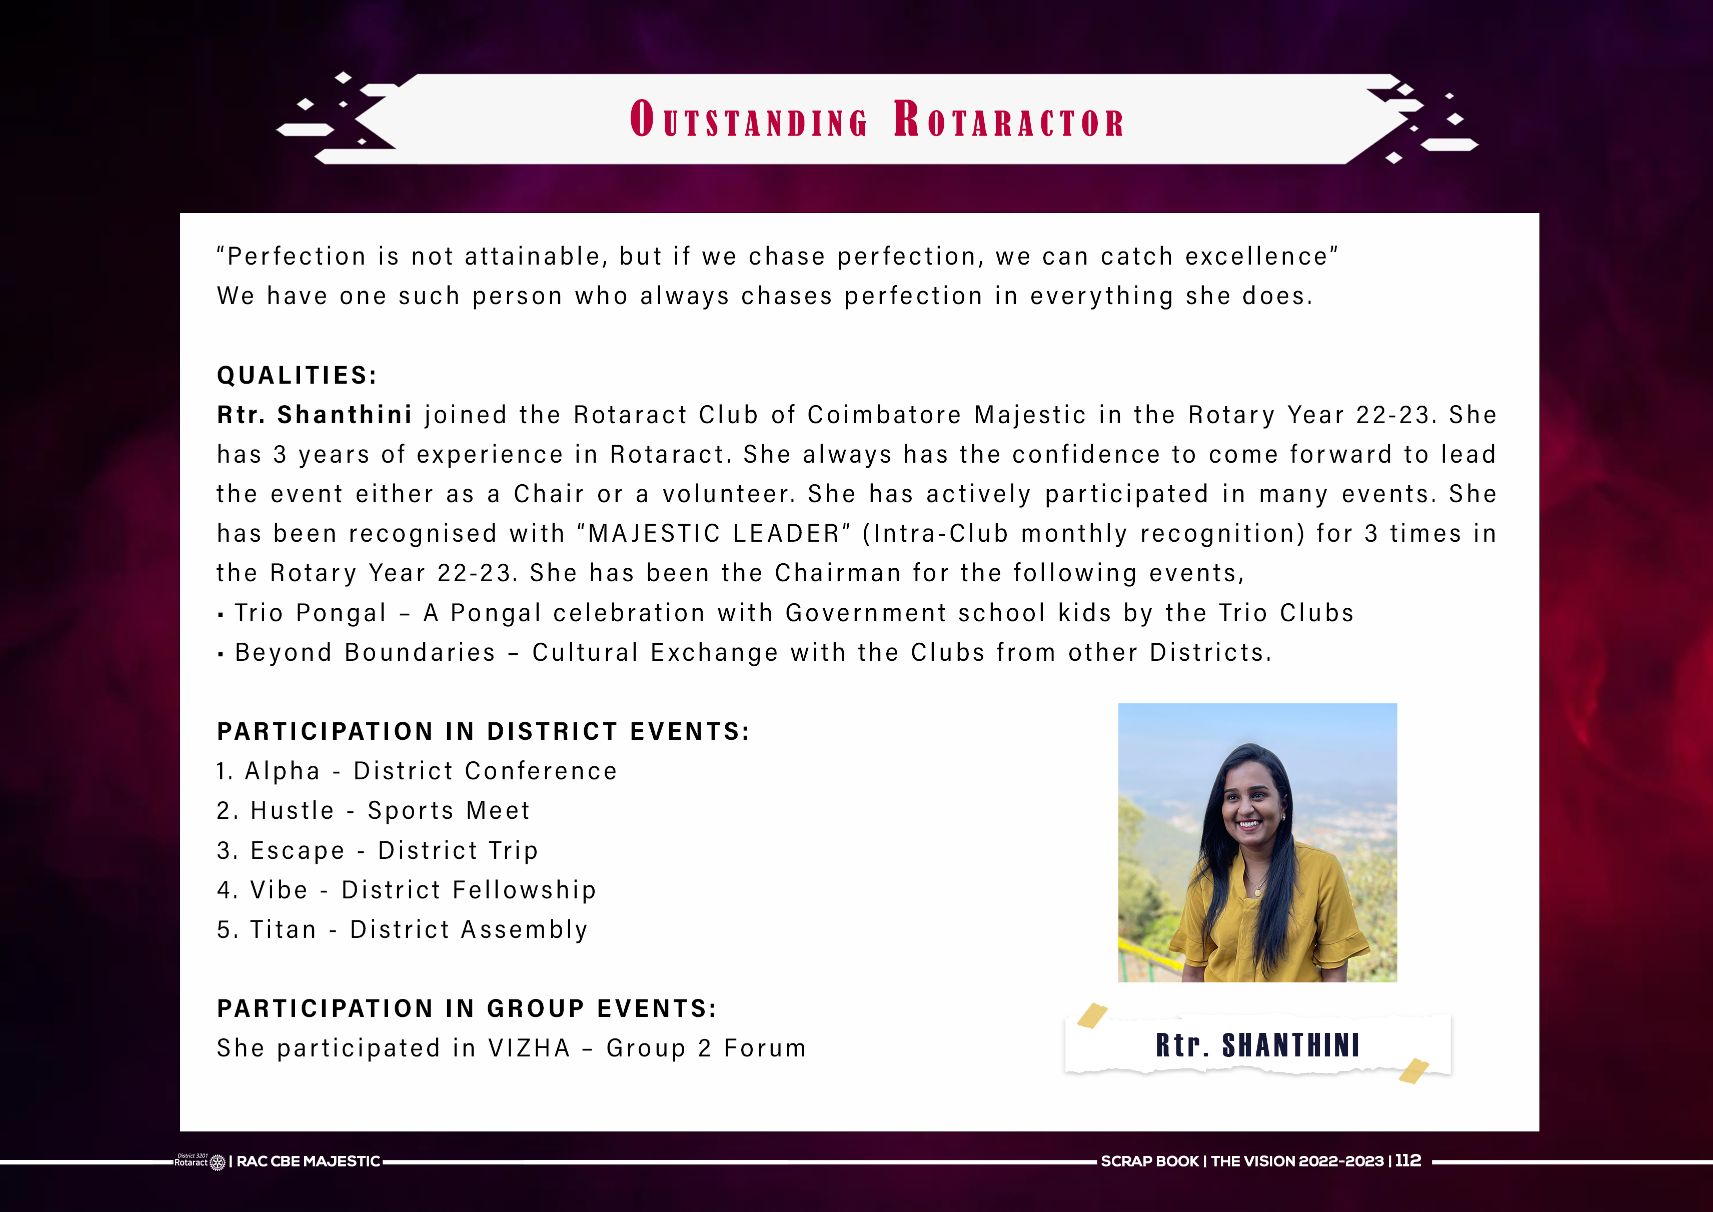 OUTSTANDING ROTARACTOR
“Perfection is not attainable, but if we chase perfection, we can catch excellence”
We have one such person who always chases perfection in everything she does.
QUALITIES:
Rtr. Shanthini joined the Rotaract Club of Coimbatore Majestic in the Rotary Year 22-23. She
has 3 years of experience in Rotaract. She always has the confidence to come forward to lead
the event either as a Chair or a volunteer. She has actively participated in many events. She
has been recognised with “MAJESTIC LEADER” (Intra-Club monthly recognition) for 3 times in
the Rotary Year 22-23. She has been the Chairman for the following events,
▪ Trio Pongal – A Pongal celebration with Government school kids by the Trio Clubs
▪ Beyond Boundaries – Cultural Exchange with the Clubs from other Districts.
PARTICIPATION IN DISTRICT EVENTS:
1. Alpha - District Conference
2. Hustle - Sports Meet
3. Escape - District Trip
4. Vibe - District Fellowship
5. Titan - District Assembly
PARTICIPATION IN GROUP EVENTS:
She participated in VIZHA – Group 2 Forum
Rtr. SHANTHINI
District 3201
Rotaract | RAC CBE MAJESTIC
SCRAP BOOK | THE VISION 2022-2023 | 112